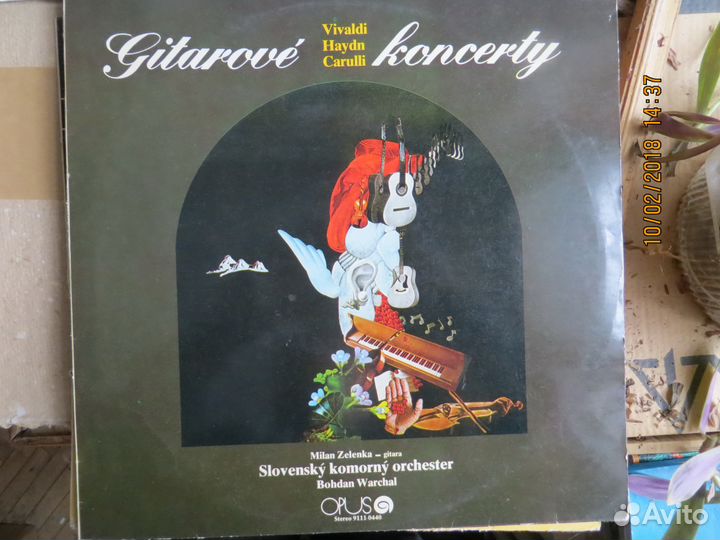 Gitarové koncerty
Vivaldi
Haydn
Carulli
Milan Zelenka – gitara
Slovenský komorný orchester
Bohdan Warchal
OPUS
Stereo 9111 0440
10/02/2018 14:37
Avito